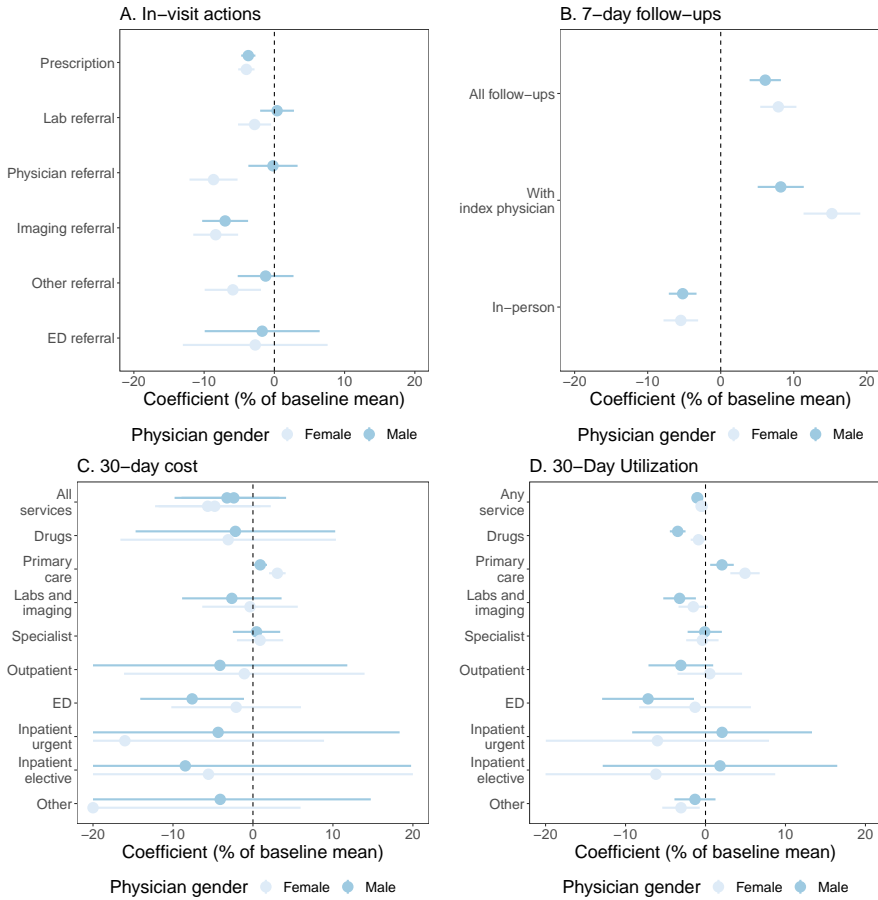 A. In−visit actions
Prescription
Lab referral
Physician referral
Imaging referral
Other referral
ED referral
−20
−10
0
10
20
Coefficient (% of baseline mean)
Physician gender
Female
Male
B. 7−day follow−ups
All follow−ups
With
index physician
In−person
−20
−10
0
10
20
Coefficient (% of baseline mean)
Physician gender
Female
Male
C. 30−day cost
All
services
Drugs
Primary
care
Labs and
imaging
Specialist
Outpatient
ED
Inpatient
urgent
Inpatient
elective
Other
−20
−10
0
10
20
Coefficient (% of baseline mean)
Physician gender
Female
Male
D. 30−Day Utilization
Any
service
Drugs
Primary
care
Labs and
imaging
Specialist
Outpatient
ED
Inpatient
urgent
Inpatient
elective
Other
−20
−10
0
10
20
Coefficient (% of baseline mean)
Physician gender
Female
Male